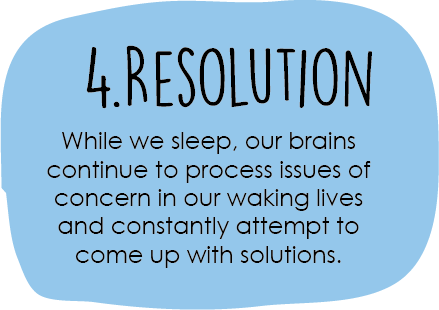 4.RESOLUTION
While we sleep, our brains
continue to process issues of
concern in our waking lives
and constantly attempt to
come up with solutions.